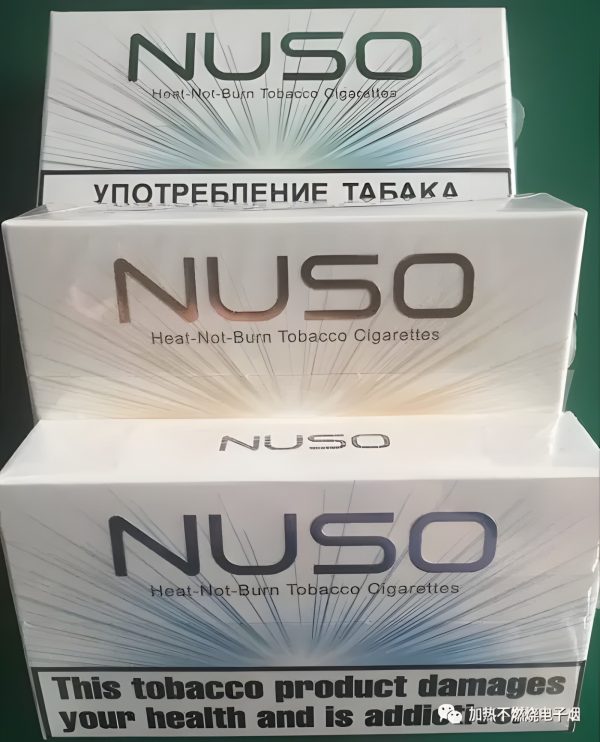 NUSO
Heat-Not-Burn Tobacco Cigarettes
УПОТРЕБЛЕНИЕ ТАБАКА
NUSO
Heat-Not-Burn Tobacco Cigarettes
NUSO
NUSO
Heat-Not-Burn Tobacco Cigarettes
This tobacco product damages
your health and is addictive.
加热不燃烧电子烟